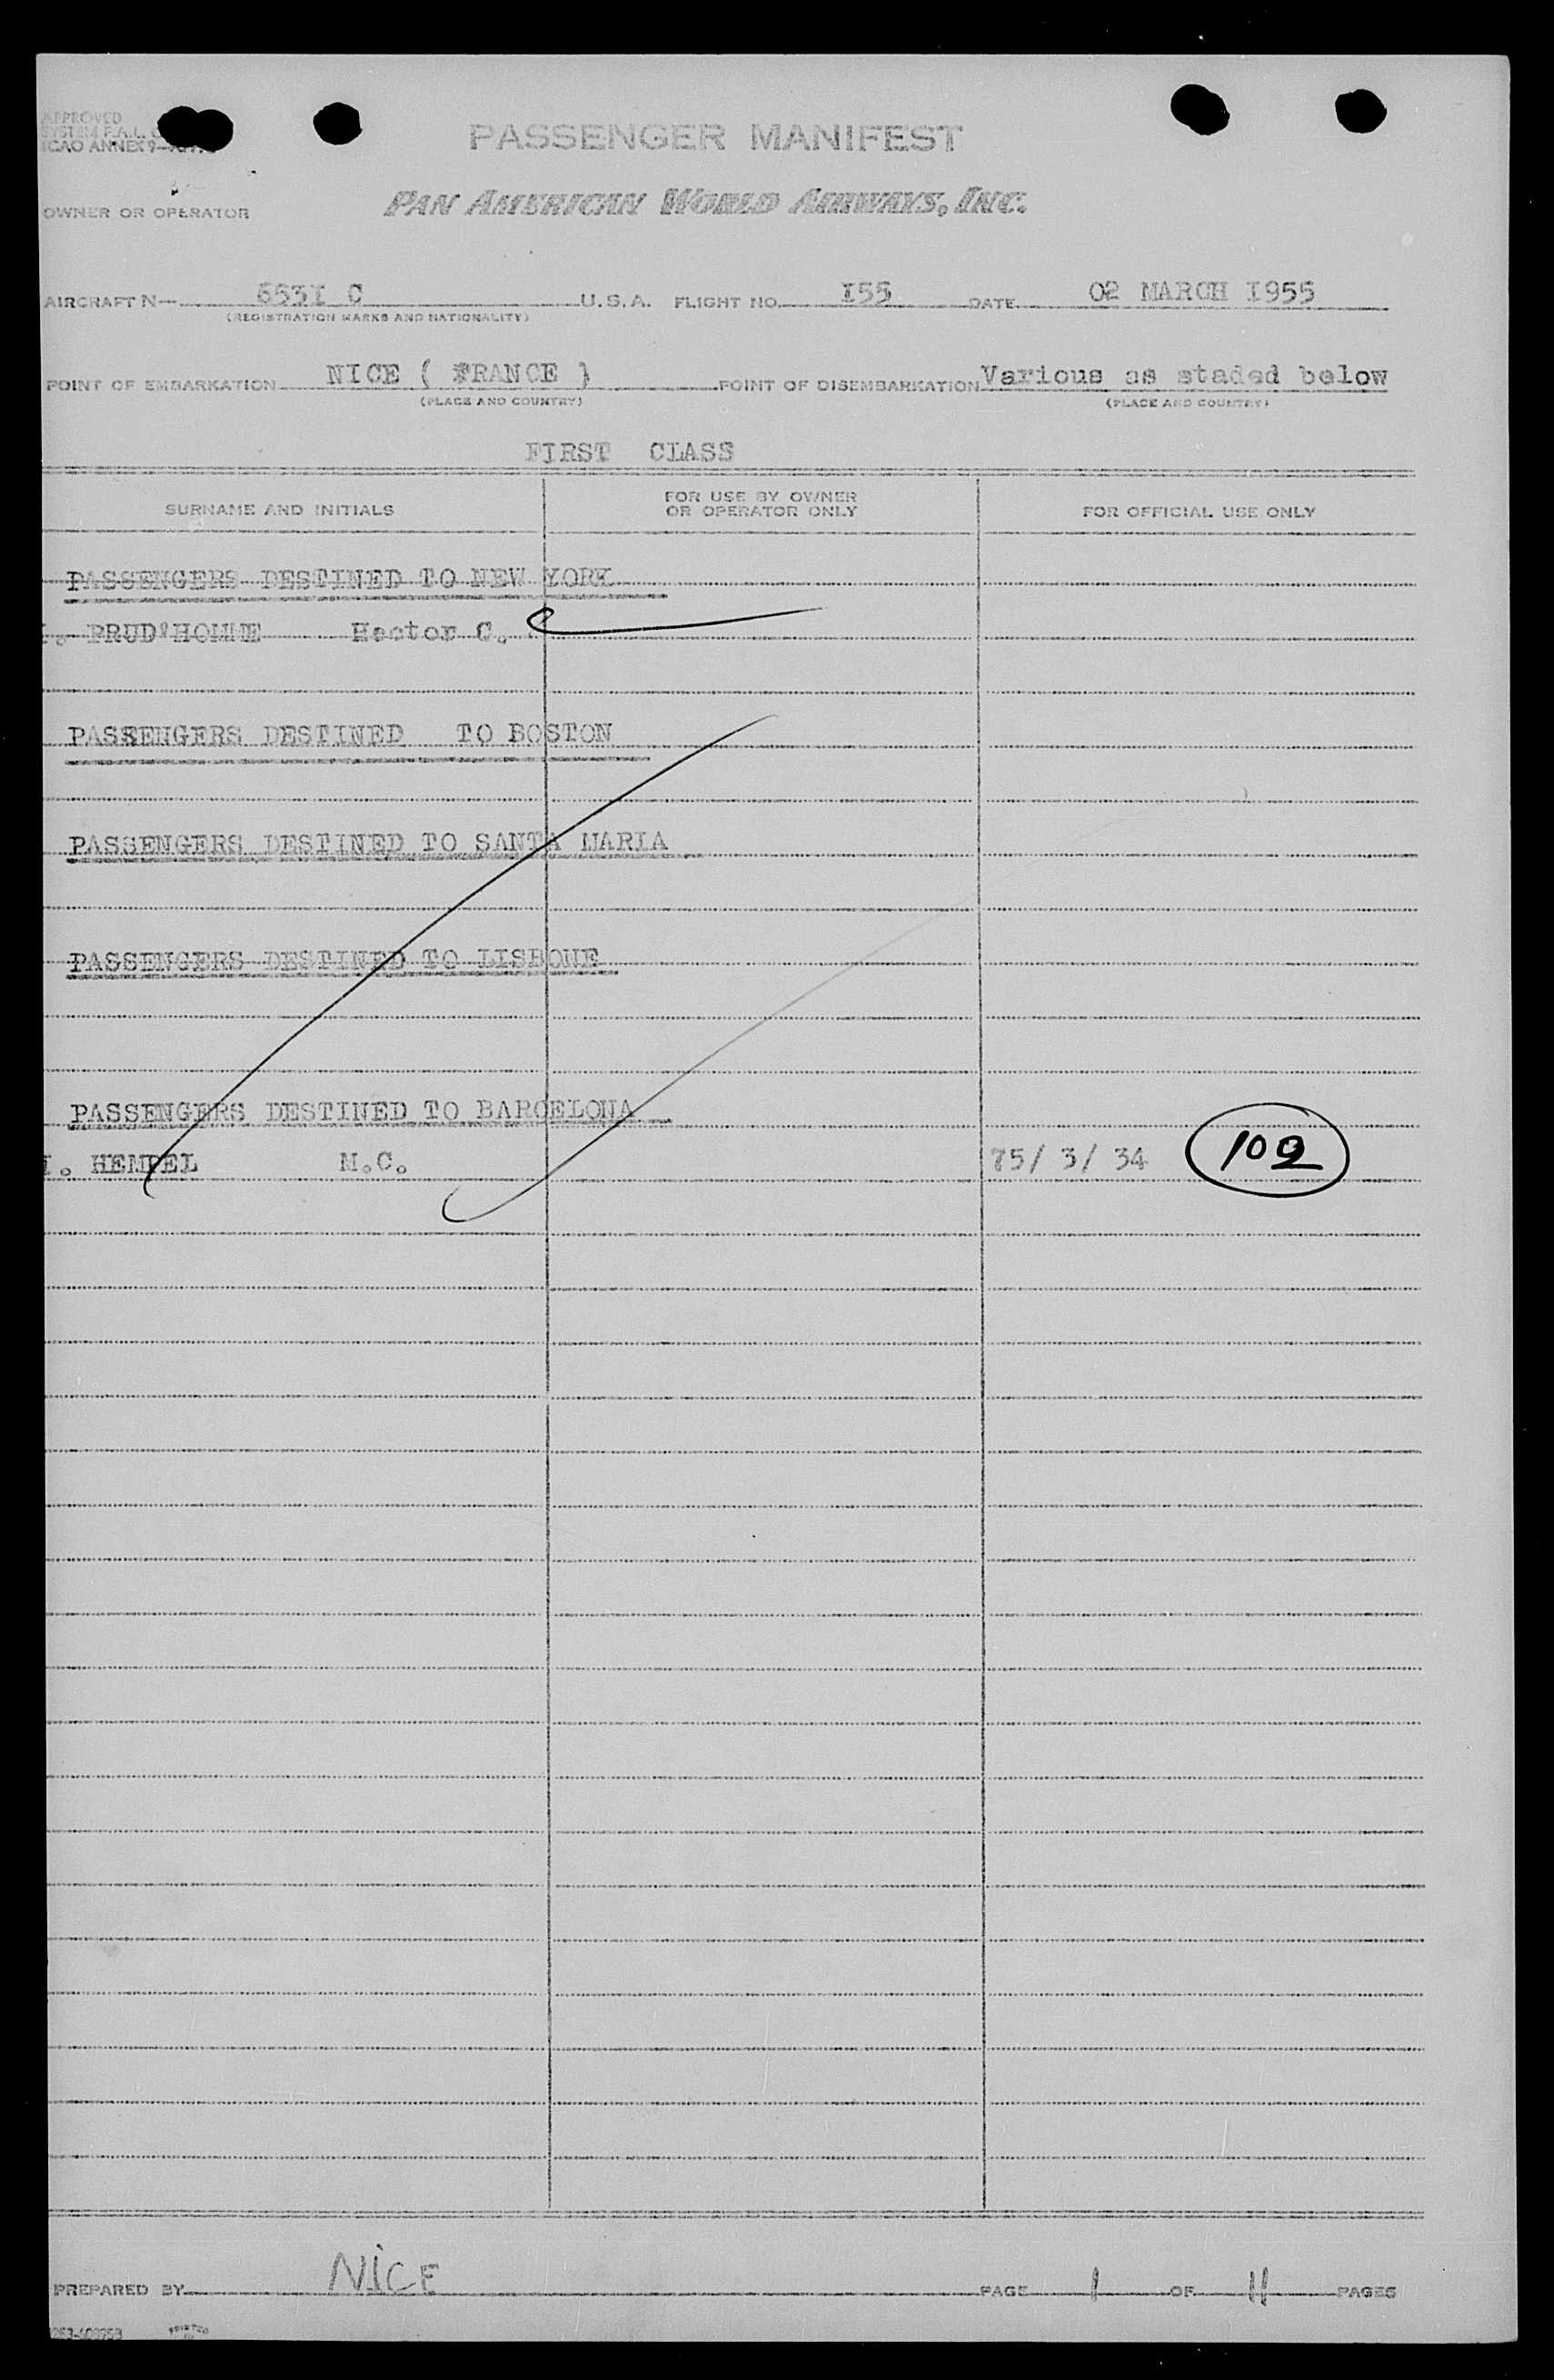 APPROVED
SYSTEM F.A.L.
ICAO ANNEX 9—
PASSENGER MANIFEST
OWNER OR OPERATOR
PAN AMERICAN WORLD AIRWAYS, INC.
AIRCRAFT N— 653I C U.S.A. FLIGHT NO. I55 DATE 02 MARCH I955
(REGISTRATION MARKS AND NATIONALITY)
POINT OF EMBARKATION NICE ( FRANCE ) POINT OF DISEMBARKATION Various as staded below
(PLACE AND COUNTRY) (PLACE AND COUNTRY)
FIRST CLASS
SURNAME AND INITIALS FOR USE BY OWNER OR OPERATOR ONLY FOR OFFICIAL USE ONLY
PASSENGERS DESTINED TO NEW YORK
I. PRUD'HOMME Hector C.
PASSENGERS DESTINED TO BOSTON
PASSENGERS DESTINED TO SANTA MARIA
PASSENGERS DESTINED TO LISBONE
PASSENGERS DESTINED TO BARCELONA
I. HEMPEL M.C. 75/ 3/ 34 102
PREPARED BY NICE PAGE 1 OF 11 PAGES
PRINTED